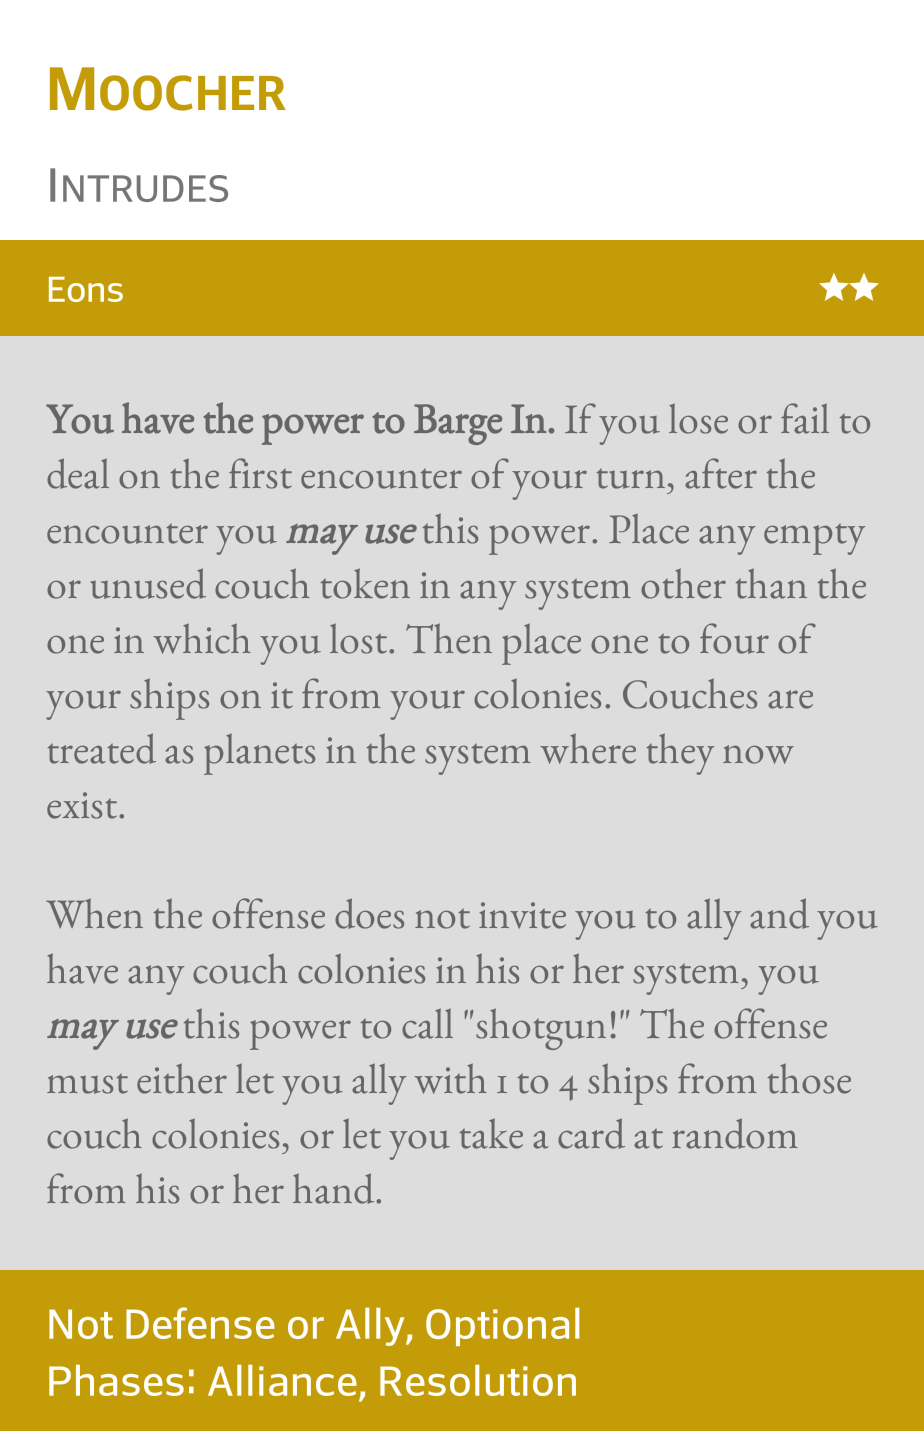 MOOCHER
INTRUDES
Eons ★★
You have the power to Barge In. If you lose or fail to
deal on the first encounter of your turn, after the
encounter you may use this power. Place any empty
or unused couch token in any system other than the
one in which you lost. Then place one to four of
your ships on it from your colonies. Couches are
treated as planets in the system where they now
exist.
When the offense does not invite you to ally and you
have any couch colonies in his or her system, you
may use this power to call "shotgun!" The offense
must either let you ally with 1 to 4 ships from those
couch colonies, or let you take a card at random
from his or her hand.
Not Defense or Ally, Optional
Phases: Alliance, Resolution